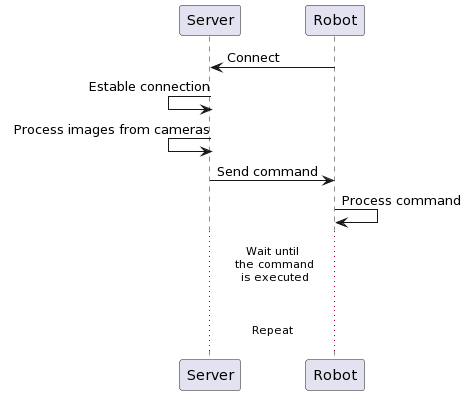 Server Robot
Connect
Estable connection
Process images from cameras
Send command
Process command
Wait until
the command
is executed
Repeat
Server Robot